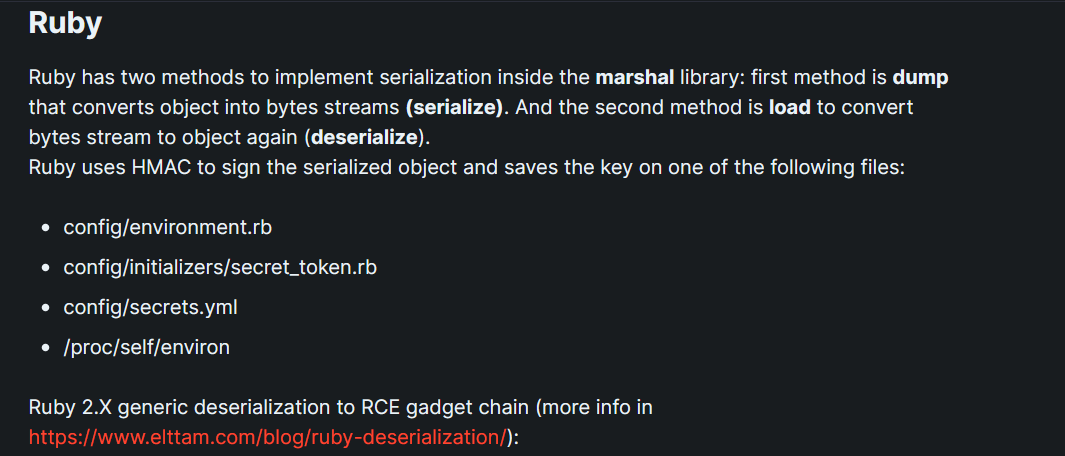 Ruby
Ruby has two methods to implement serialization inside the marshal library: first method is dump
that converts object into bytes streams (serialize). And the second method is load to convert
bytes stream to object again (deserialize).
Ruby uses HMAC to sign the serialized object and saves the key on one of the following files:
• config/environment.rb
• config/initializers/secret_token.rb
• config/secrets.yml
• /proc/self/environ
Ruby 2.X generic deserialization to RCE gadget chain (more info in
https://www.elttam.com/blog/ruby-deserialization/):